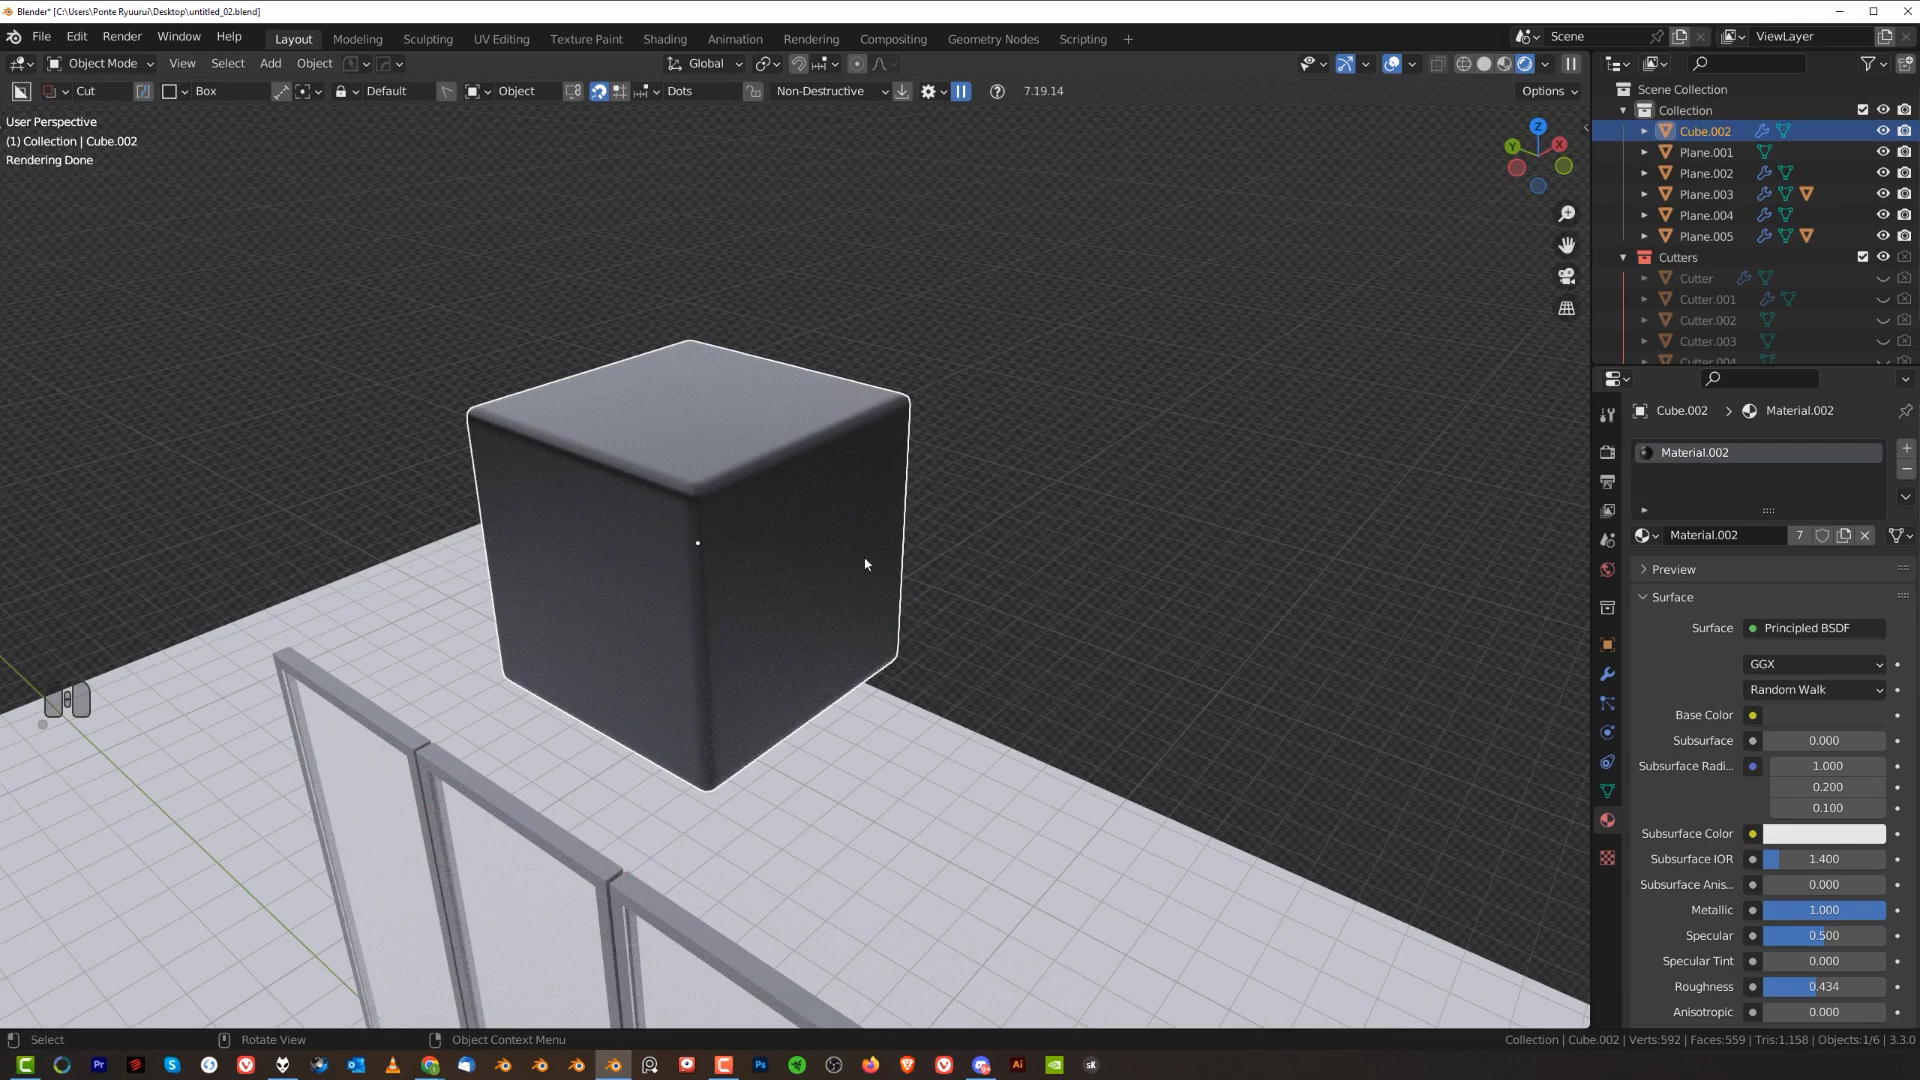 Blender* [C:\Users\Ponte Ryuurui\Desktop\untitled_02.blend]
File Edit Render Window Help Layout Modeling Sculpting UV Editing Texture Paint Shading Animation Rendering Compositing Geometry Nodes Scripting + Scene ViewLayer
Object Mode View Select Add Object Global
Cut Box Default Object Dots Non-Destructive 7.19.14 Options
User Perspective
(1) Collection | Cube.002
Rendering Done
Z
Y X
Scene Collection
Collection
Cube.002
Plane.001
Plane.002
Plane.003
Plane.004
Plane.005
Cutters
Cutter
Cutter.001
Cutter.002
Cutter.003
Cutter.004
Cube.002 > Material.002
Material.002
Material.002 7
Preview
Surface
Surface Principled BSDF
GGX
Random Walk
Base Color
Subsurface 0.000
Subsurface Radi... 1.000
0.200
0.100
Subsurface Color
Subsurface IOR 1.400
Subsurface Anis... 0.000
Metallic 1.000
Specular 0.500
Specular Tint 0.000
Roughness 0.434
Anisotropic 0.000
Select Rotate View Object Context Menu Collection | Cube.002 | Verts:592 | Faces:559 | Tris:1,158 | Objects:1/6 | 3.3.0
Pr Ps Ai sK